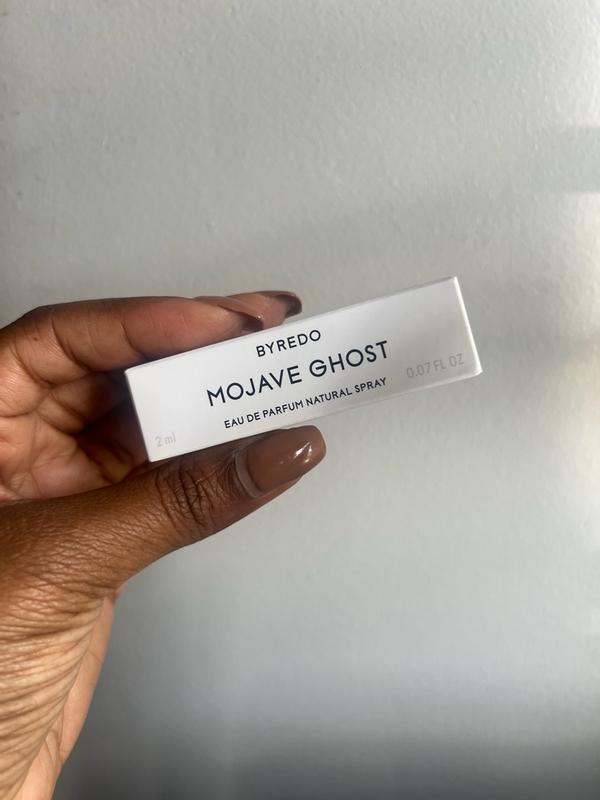 BYREDO
MOJAVE GHOST
EAU DE PARFUM NATURAL SPRAY
2 ml
0.07 FL OZ